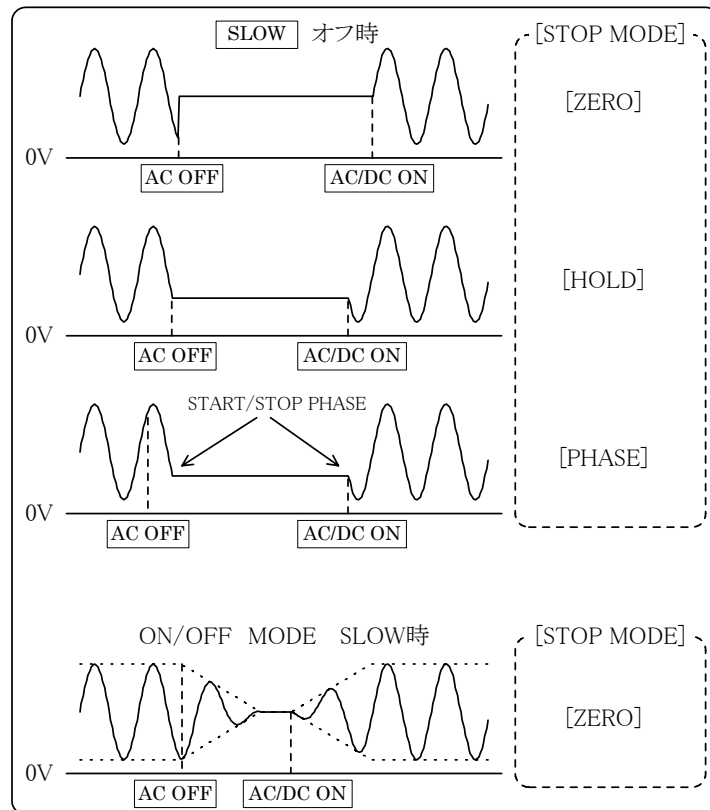 SLOW オフ時
[STOP MODE]
[ZERO]
0V
AC OFF
AC/DC ON
[HOLD]
0V
AC OFF
AC/DC ON
START/STOP PHASE
[PHASE]
0V
AC OFF
AC/DC ON
ON/OFF MODE SLOW時
[STOP MODE]
[ZERO]
0V
AC OFF
AC/DC ON